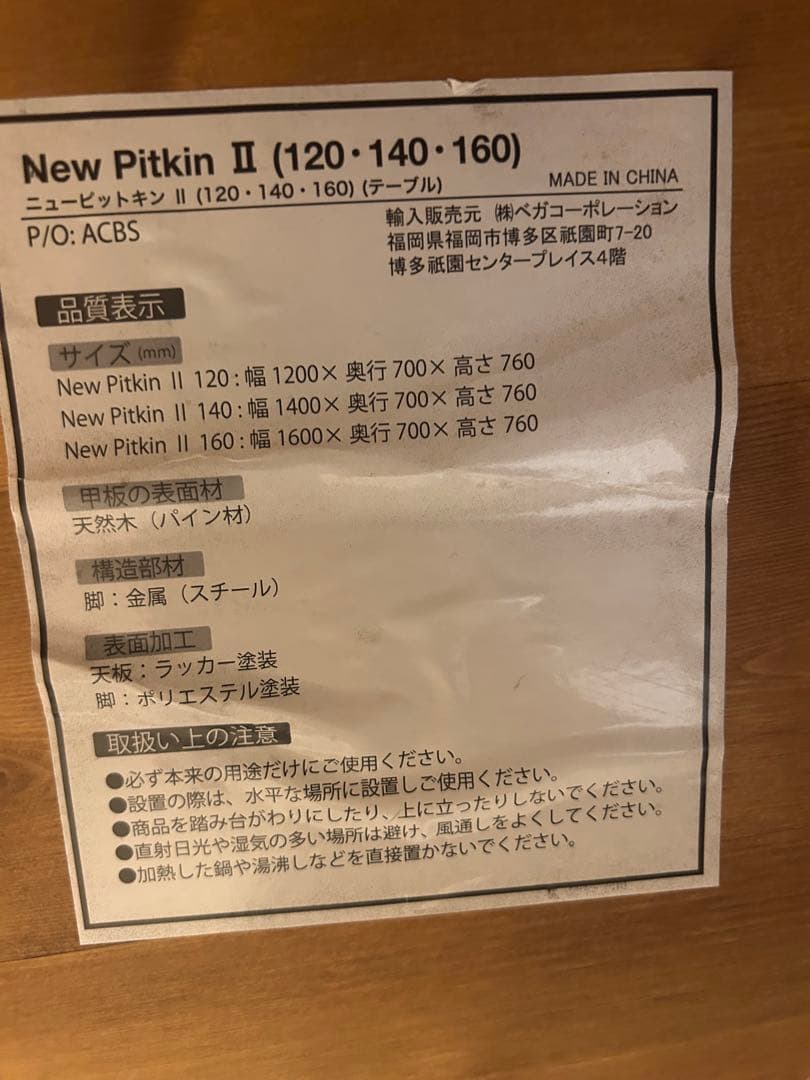 New Pitkin Ⅱ (120・140・160)
ニューピットキン Ⅱ (120・140・160) (テーブル)
MADE IN CHINA
P/O: ACBS
輸入販売元 ㈱ベガコーポレーション
福岡県福岡市博多区祇園町7-20
博多祇園センタープレイス4階
品質表示
サイズ (mm)
New Pitkin Ⅱ 120 : 幅 1200× 奥行 700× 高さ 760
New Pitkin Ⅱ 140 : 幅 1400× 奥行 700× 高さ 760
New Pitkin Ⅱ 160 : 幅 1600× 奥行 700× 高さ 760
甲板の表面材
天然木（パイン材）
構造部材
脚：金属（スチール）
表面加工
天板：ラッカー塗装
脚：ポリエステル塗装
取扱い上の注意
●必ず本来の用途だけにご使用ください。
●設置の際は、水平な場所に設置しご使用ください。
●商品を踏み台がわりにしたり、上に立ったりしないでください。
●直射日光や湿気の多い場所は避け、風通しをよくしてください。
●加熱した鍋や湯沸しなどを直接置かないでください。